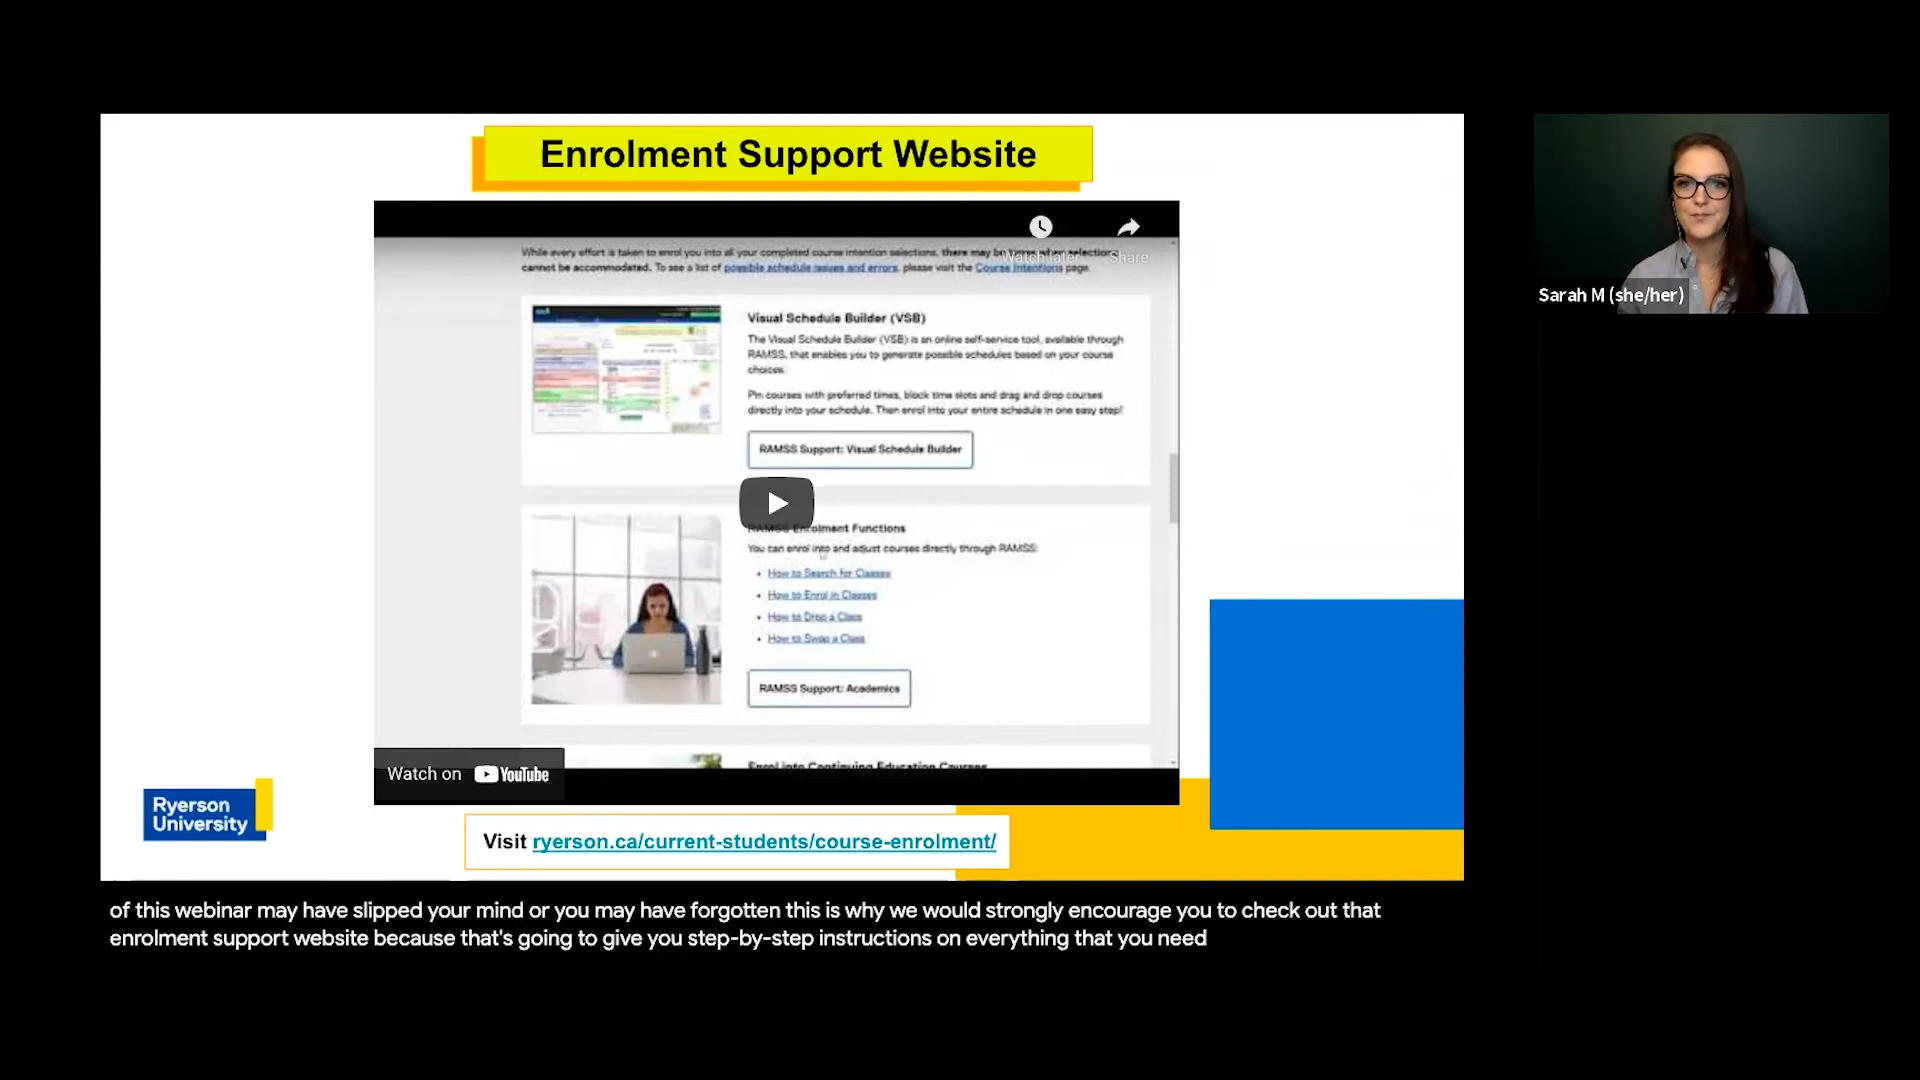 Enrolment Support Website
Watch later
Share
While every effort is taken to enrol you into all your completed course intention selections, there may be times when selections
cannot be accommodated. To see a list of possible schedule issues and errors, please visit the Course Intentions page.
Visual Schedule Builder (VSB)
The Visual Schedule Builder (VSB) is an online self-service tool, available through
RAMSS, that enables you to generate possible schedules based on your course
choices.
Pin courses with preferred times, block time slots and drag and drop courses
directly into your schedule. Then enrol into your entire schedule in one easy step!
RAMSS Support: Visual Schedule Builder
RAMSS Enrolment Functions
You can enrol into and adjust courses directly through RAMSS:
• How to Search for Classes
• How to Enrol in Classes
• How to Drop a Class
• How to Swap a Class
RAMSS Support: Academics
Enrol into Continuing Education Courses
Watch on YouTube
Ryerson
University
Visit ryerson.ca/current-students/course-enrolment/
Sarah M (she/her)
of this webinar may have slipped your mind or you may have forgotten this is why we would strongly encourage you to check out that
enrolment support website because that's going to give you step-by-step instructions on everything that you need